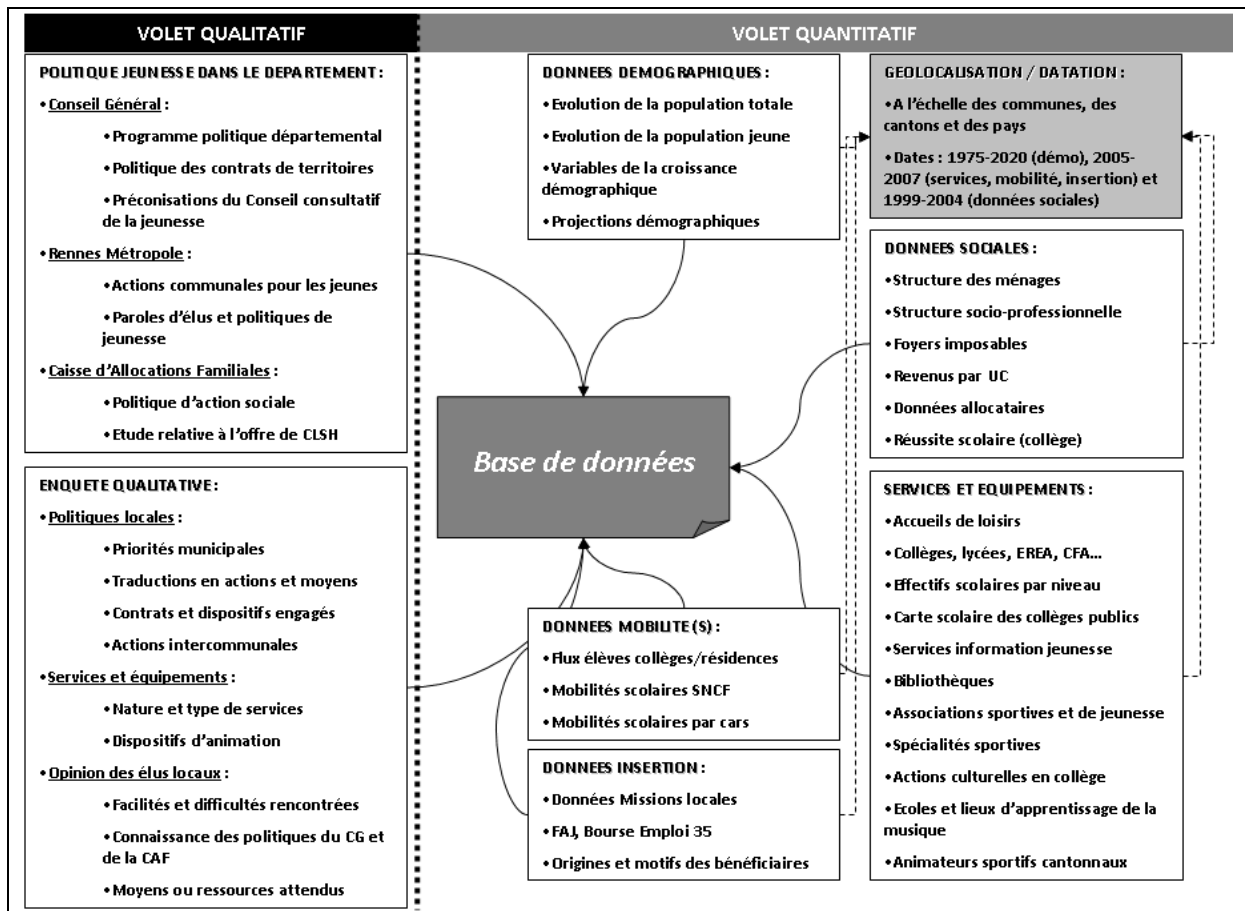 VOLET QUALITATIF
VOLET QUANTITATIF
POLITIQUE JEUNESSE DANS LE DEPARTEMENT :
•Conseil Général :
•Programme politique départemental
•Politique des contrats de territoires
•Préconisations du Conseil consultatif
de la jeunesse
•Rennes Métropole :
•Actions communales pour les jeunes
•Paroles d'élus et politiques de
jeunesse
•Caisse d'Allocations Familiales :
•Politique d'action sociale
•Etude relative à l'offre de CLSH
ENQUETE QUALITATIVE :
•Politiques locales :
•Priorités municipales
•Traductions en actions et moyens
•Contrats et dispositifs engagés
•Actions intercommunales
•Services et équipements :
•Nature et type de services
•Dispositifs d'animation
•Opinion des élus locaux :
•Facilités et difficultés rencontrées
•Connaissance des politiques du CG et
de la CAF
•Moyens ou ressources attendus
DONNEES DEMOGRAPHIQUES :
•Evolution de la population totale
•Evolution de la population jeune
•Variables de la croissance
démographique
•Projections démographiques
Base de données
DONNEES MOBILITE(S) :
•Flux élèves collèges/résidences
•Mobilités scolaires SNCF
•Mobilités scolaires par cars
DONNEES INSERTION :
•Données Missions locales
•FAJ, Bourse Emploi 35
•Origines et motifs des bénéficiaires
GEOLOCALISATION / DATATION :
•A l'échelle des communes, des
cantons et des pays
•Dates : 1975-2020 (démo), 2005-
2007 (services, mobilité, insertion) et
1999-2004 (données sociales)
DONNEES SOCIALES :
•Structure des ménages
•Structure socio-professionnelle
•Foyers imposables
•Revenus par UC
•Données allocataires
•Réussite scolaire (collège)
SERVICES ET EQUIPEMENTS :
•Accueils de loisirs
•Collèges, lycées, EREA, CFA...
•Effectifs scolaires par niveau
•Carte scolaire des collèges publics
•Services information jeunesse
•Bibliothèques
•Associations sportives et de jeunesse
•Spécialités sportives
•Actions culturelles en collège
•Ecoles et lieux d'apprentissage de la
musique
•Animateurs sportifs cantonnaux